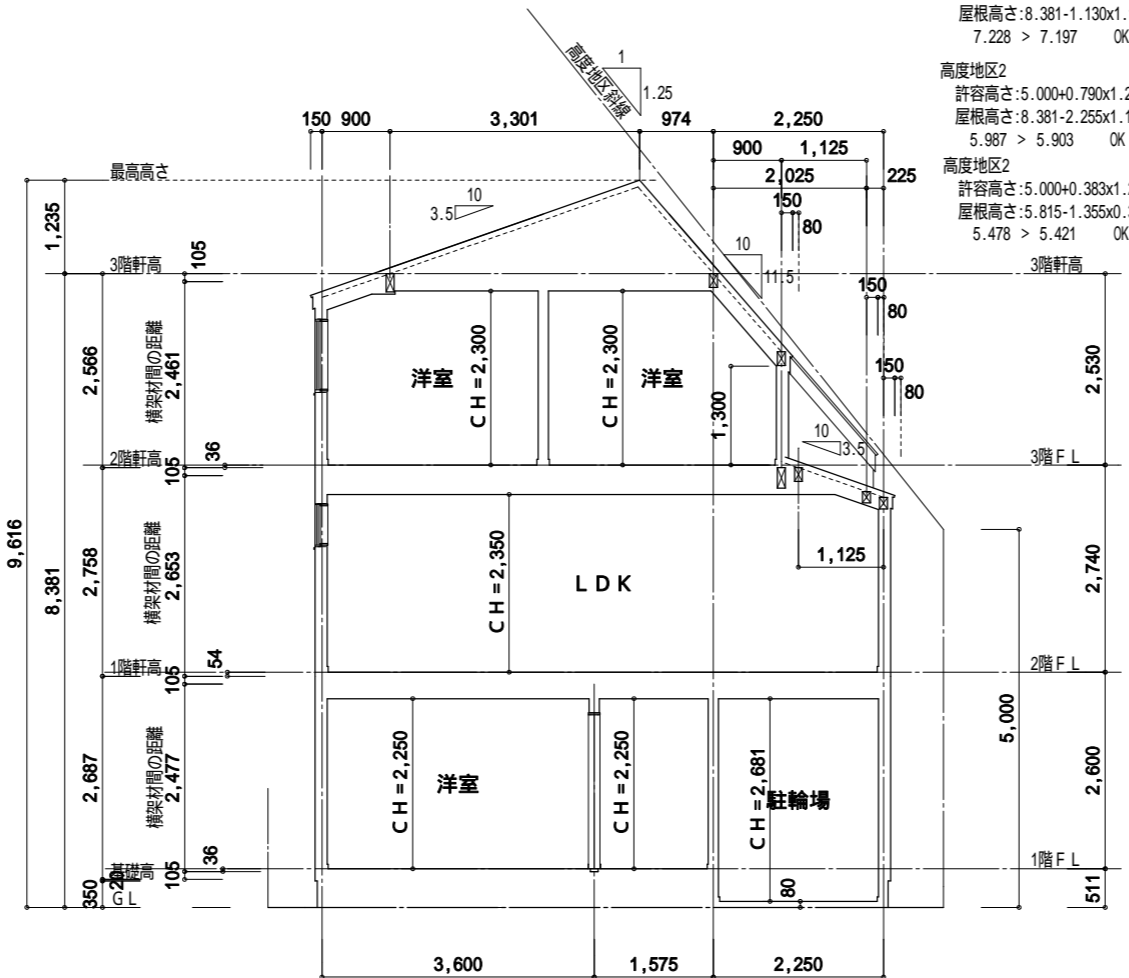 屋根高さ:8.381-1.130x1.
7.228 > 7.197 OK
高度地区2
許容高さ:5.000+0.790x1.2
屋根高さ:8.381-2.255x1.1
5.987 > 5.903 OK
高度地区2
許容高さ:5.000+0.383x1.2
屋根高さ:5.815-1.355x0.3
5.478 > 5.421 OK
高度地区斜線
1
1.25
150 900 3,301 974 2,250
900 1,125
2,025 225
150
80
最高高さ
10
3.5
1,235
105
3階軒高
3階軒高
10
11.5
150
80
150
80
2,566
横架材間の距離
2,461
洋室
CH=2,300
CH=2,300
洋室
1,300
2,530
10
3.5
36
2階軒高
105
3階FL
9,616
8,381
2,758
横架材間の距離
2,653
CH=2,350
LDK
1,125
2,740
54
1階軒高
105
2階FL
5,000
2,687
横架材間の距離
2,477
CH=2,250
洋室
CH=2,250
CH=2,681
駐輪場
2,600
36
基礎高
105
20
350
GL
80
1階FL
511
3,600 1,575 2,250